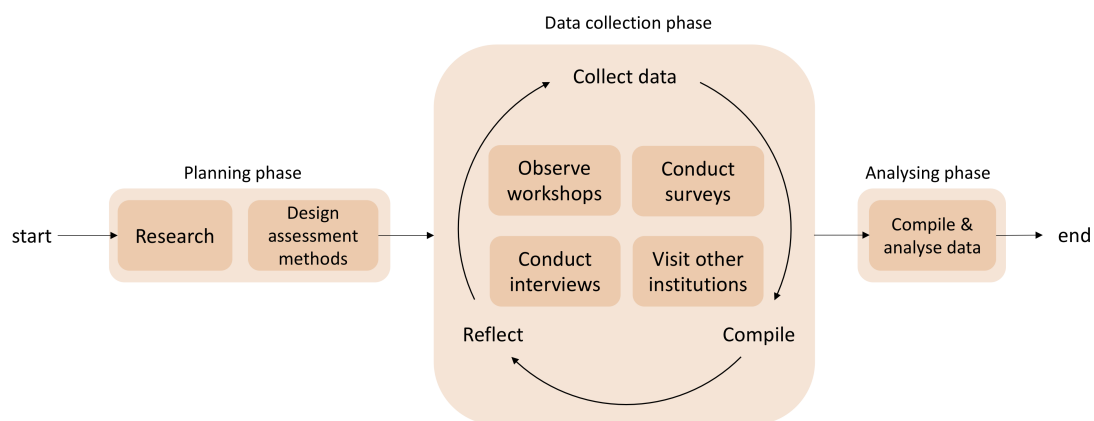 Data collection phase
Collect data
Planning phase
Observe
workshops
Conduct
surveys
Analysing phase
start
Research
Design
assessment
methods
Conduct
interviews
Visit other
institutions
Compile &
analyse data
end
Reflect
Compile